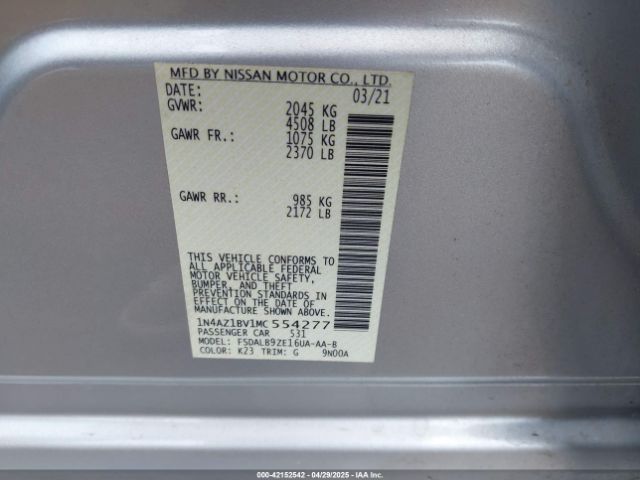 MFD BY NISSAN MOTOR CO., LTD.
DATE: 03/21
GVWR: 2045 KG
4508 LB
GAWR FR.: 1075 KG
2370 LB
GAWR RR.: 985 KG
2172 LB
THIS VEHICLE CONFORMS TO
ALL APPLICABLE FEDERAL
MOTOR VEHICLE SAFETY,
BUMPER, AND THEFT
PREVENTION STANDARDS IN
EFFECT ON THE DATE OF
MANUFACTURE SHOWN ABOVE.
1N4AZ1BV1MC 554277
PASSENGER CAR 531
MODEL: FSDALB9ZE16UA-AA-B
COLOR: K23 TRIM: G 9N00A
000-42152542 - 04/29/2025 - IAA Inc.